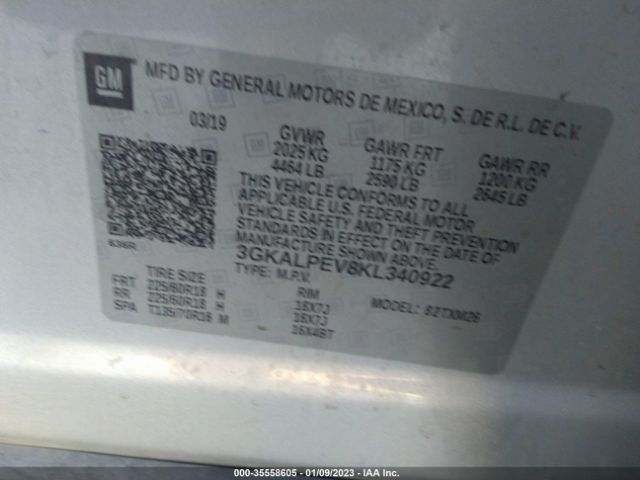 GM MFD BY GENERAL MOTORS DE MEXICO, S. DE R.L. DE C.V.
03/19 GVWR GAWR FRT GAWR RR
2025 KG 1175 KG 1200 KG
4464 LB 2590 LB 2645 LB
THIS VEHICLE CONFORMS TO ALL
APPLICABLE U.S. FEDERAL MOTOR
VEHICLE SAFETY AND THEFT PREVENTION
STANDARDS IN EFFECT ON THE DATE OF
MANUFACTURE SHOWN ABOVE.
636R 3GKALPEV8KL340922
TYPE: M.P.V.
TIRE SIZE RIM MODEL: 62TXM26
FRT 225/60R18 H 18X7J
RR 225/60R18 H 18X7J
SPA T135/70R16 M 16X4BT
000-35558605 - 01/09/2023 - IAA Inc.